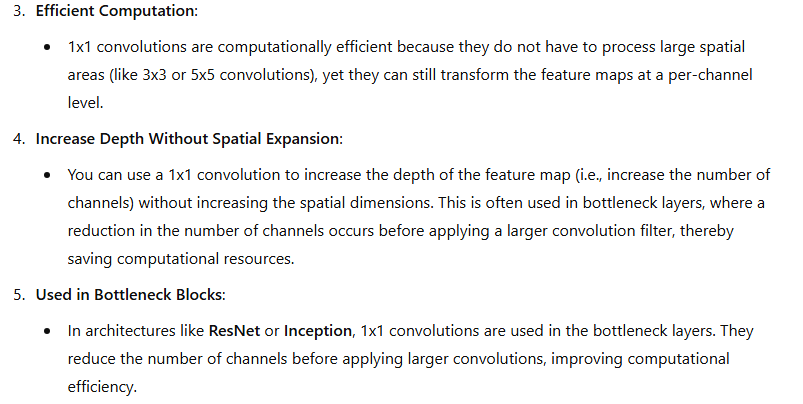 3. Efficient Computation:
• 1x1 convolutions are computationally efficient because they do not have to process large spatial
areas (like 3x3 or 5x5 convolutions), yet they can still transform the feature maps at a per-channel
level.
4. Increase Depth Without Spatial Expansion:
• You can use a 1x1 convolution to increase the depth of the feature map (i.e., increase the number of
channels) without increasing the spatial dimensions. This is often used in bottleneck layers, where a
reduction in the number of channels occurs before applying a larger convolution filter, thereby
saving computational resources.
5. Used in Bottleneck Blocks:
• In architectures like ResNet or Inception, 1x1 convolutions are used in the bottleneck layers. They
reduce the number of channels before applying larger convolutions, improving computational
efficiency.